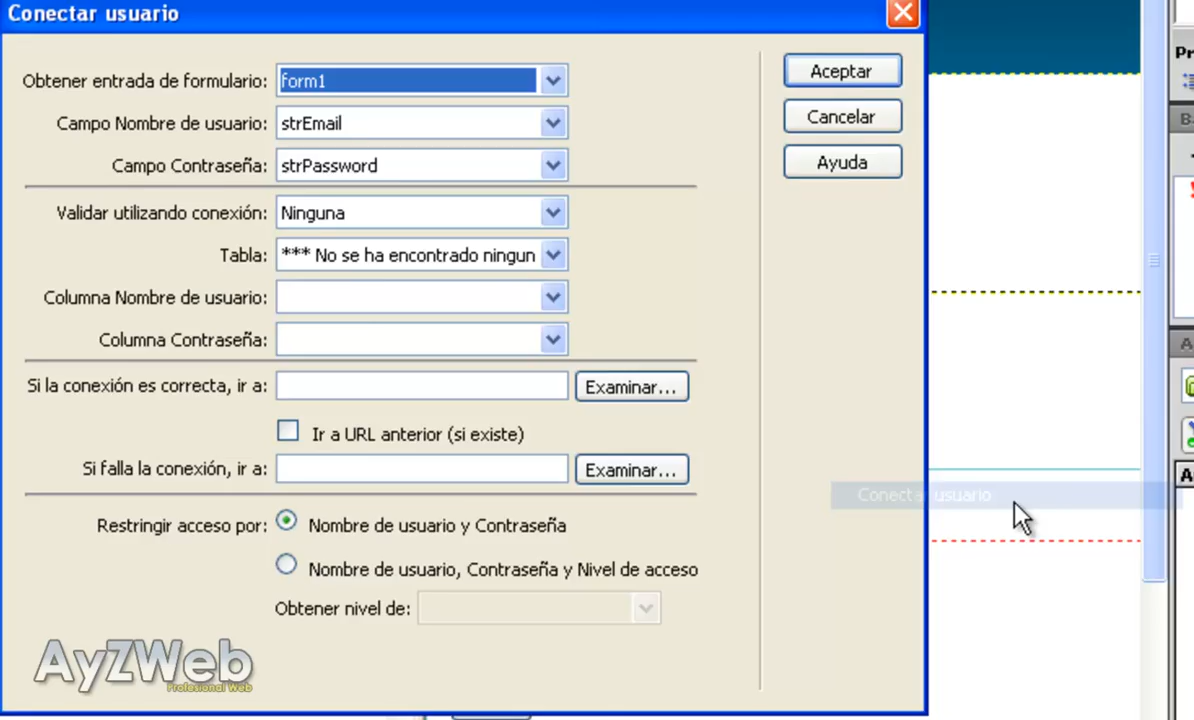 Conectar usuario
Obtener entrada de formulario: form1
Campo Nombre de usuario: strEmail
Campo Contraseña: strPassword
Validar utilizando conexión: Ninguna
Tabla: *** No se ha encontrado ningun
Columna Nombre de usuario:
Columna Contraseña:
Si la conexión es correcta, ir a: Examinar...
Ir a URL anterior (si existe)
Si falla la conexión, ir a: Examinar...
Restringir acceso por: Nombre de usuario y Contraseña
Nombre de usuario, Contraseña y Nivel de acceso
Obtener nivel de:
Aceptar
Cancelar
Ayuda
Conectar usuario
Pr
AyZWeb
Profesional Web